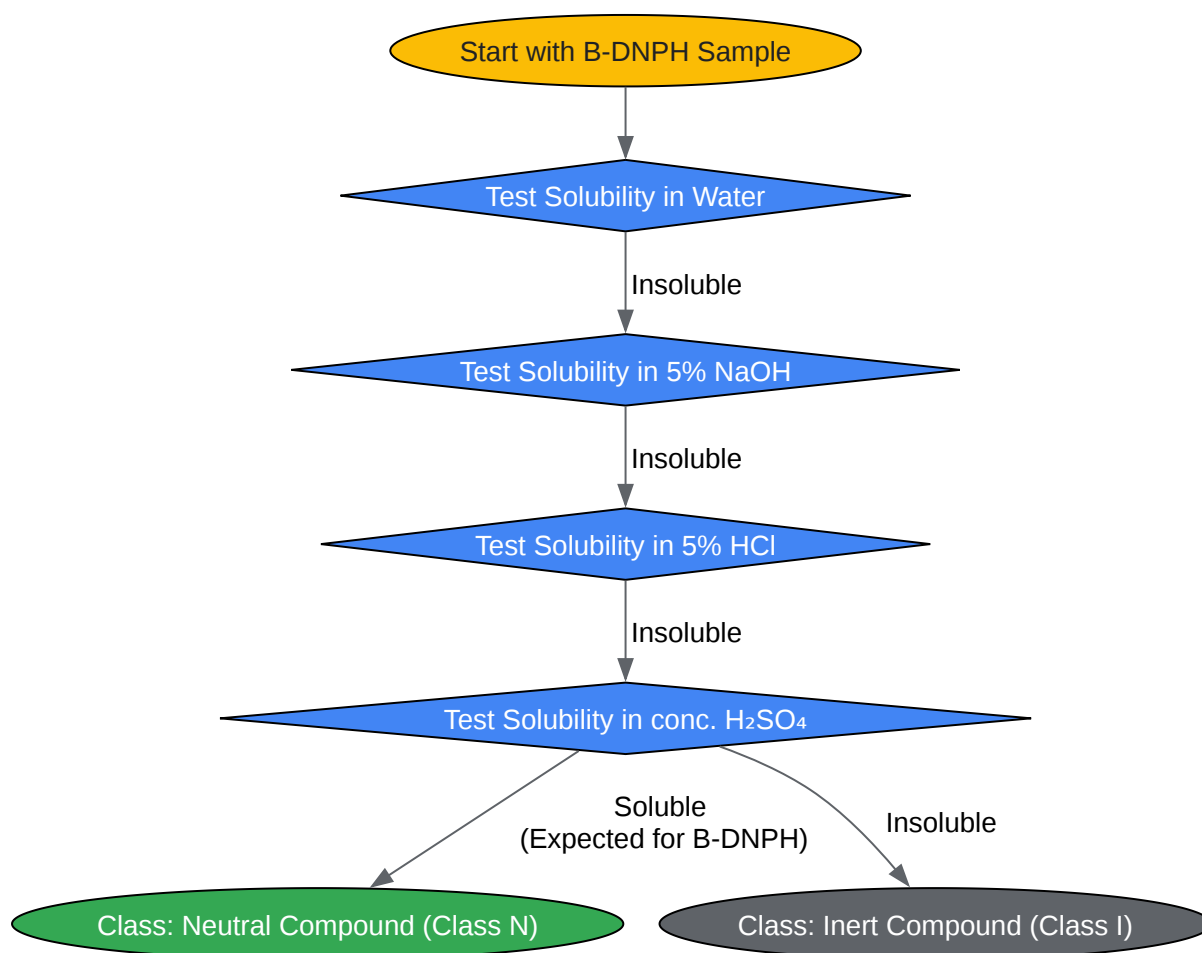 Start with B-DNPH Sample
Test Solubility in Water
Insoluble
Test Solubility in 5% NaOH
Insoluble
Test Solubility in 5% HCl
Insoluble
Test Solubility in conc. H₂SO₄
Soluble
(Expected for B-DNPH)
Insoluble
Class: Neutral Compound (Class N)
Class: Inert Compound (Class I)